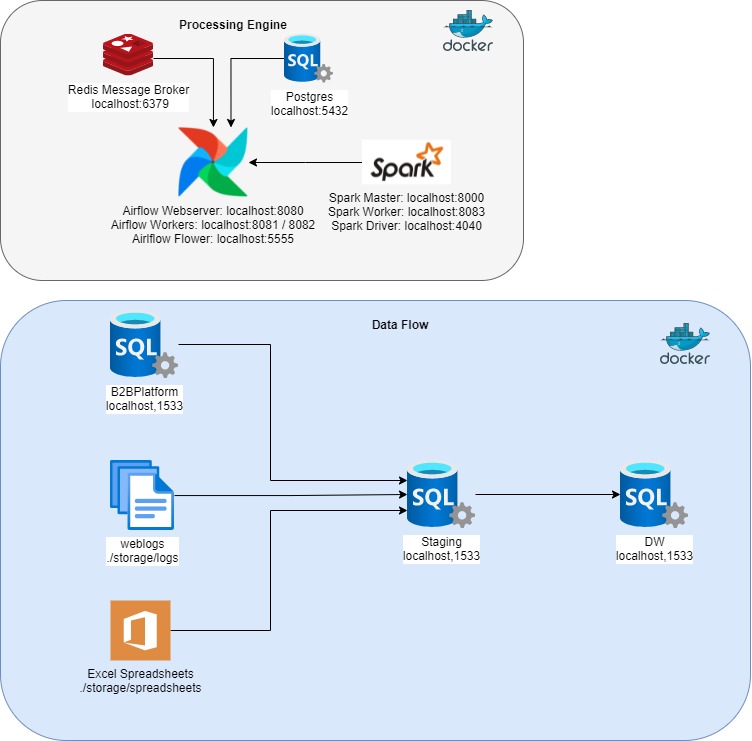 Processing Engine
docker
Redis Message Broker
localhost:6379
SQL
Postgres
localhost:5432
Spark
Airflow Webserver: localhost:8080
Airflow Workers: localhost:8081 / 8082
Airlflow Flower: localhost:5555
Spark Master: localhost:8000
Spark Worker: localhost:8083
Spark Driver: localhost:4040
Data Flow
docker
SQL
B2BPlatform
localhost,1533
weblogs
./storage/logs
SQL
Staging
localhost,1533
SQL
DW
localhost,1533
Excel Spreadsheets
./storage/spreadsheets